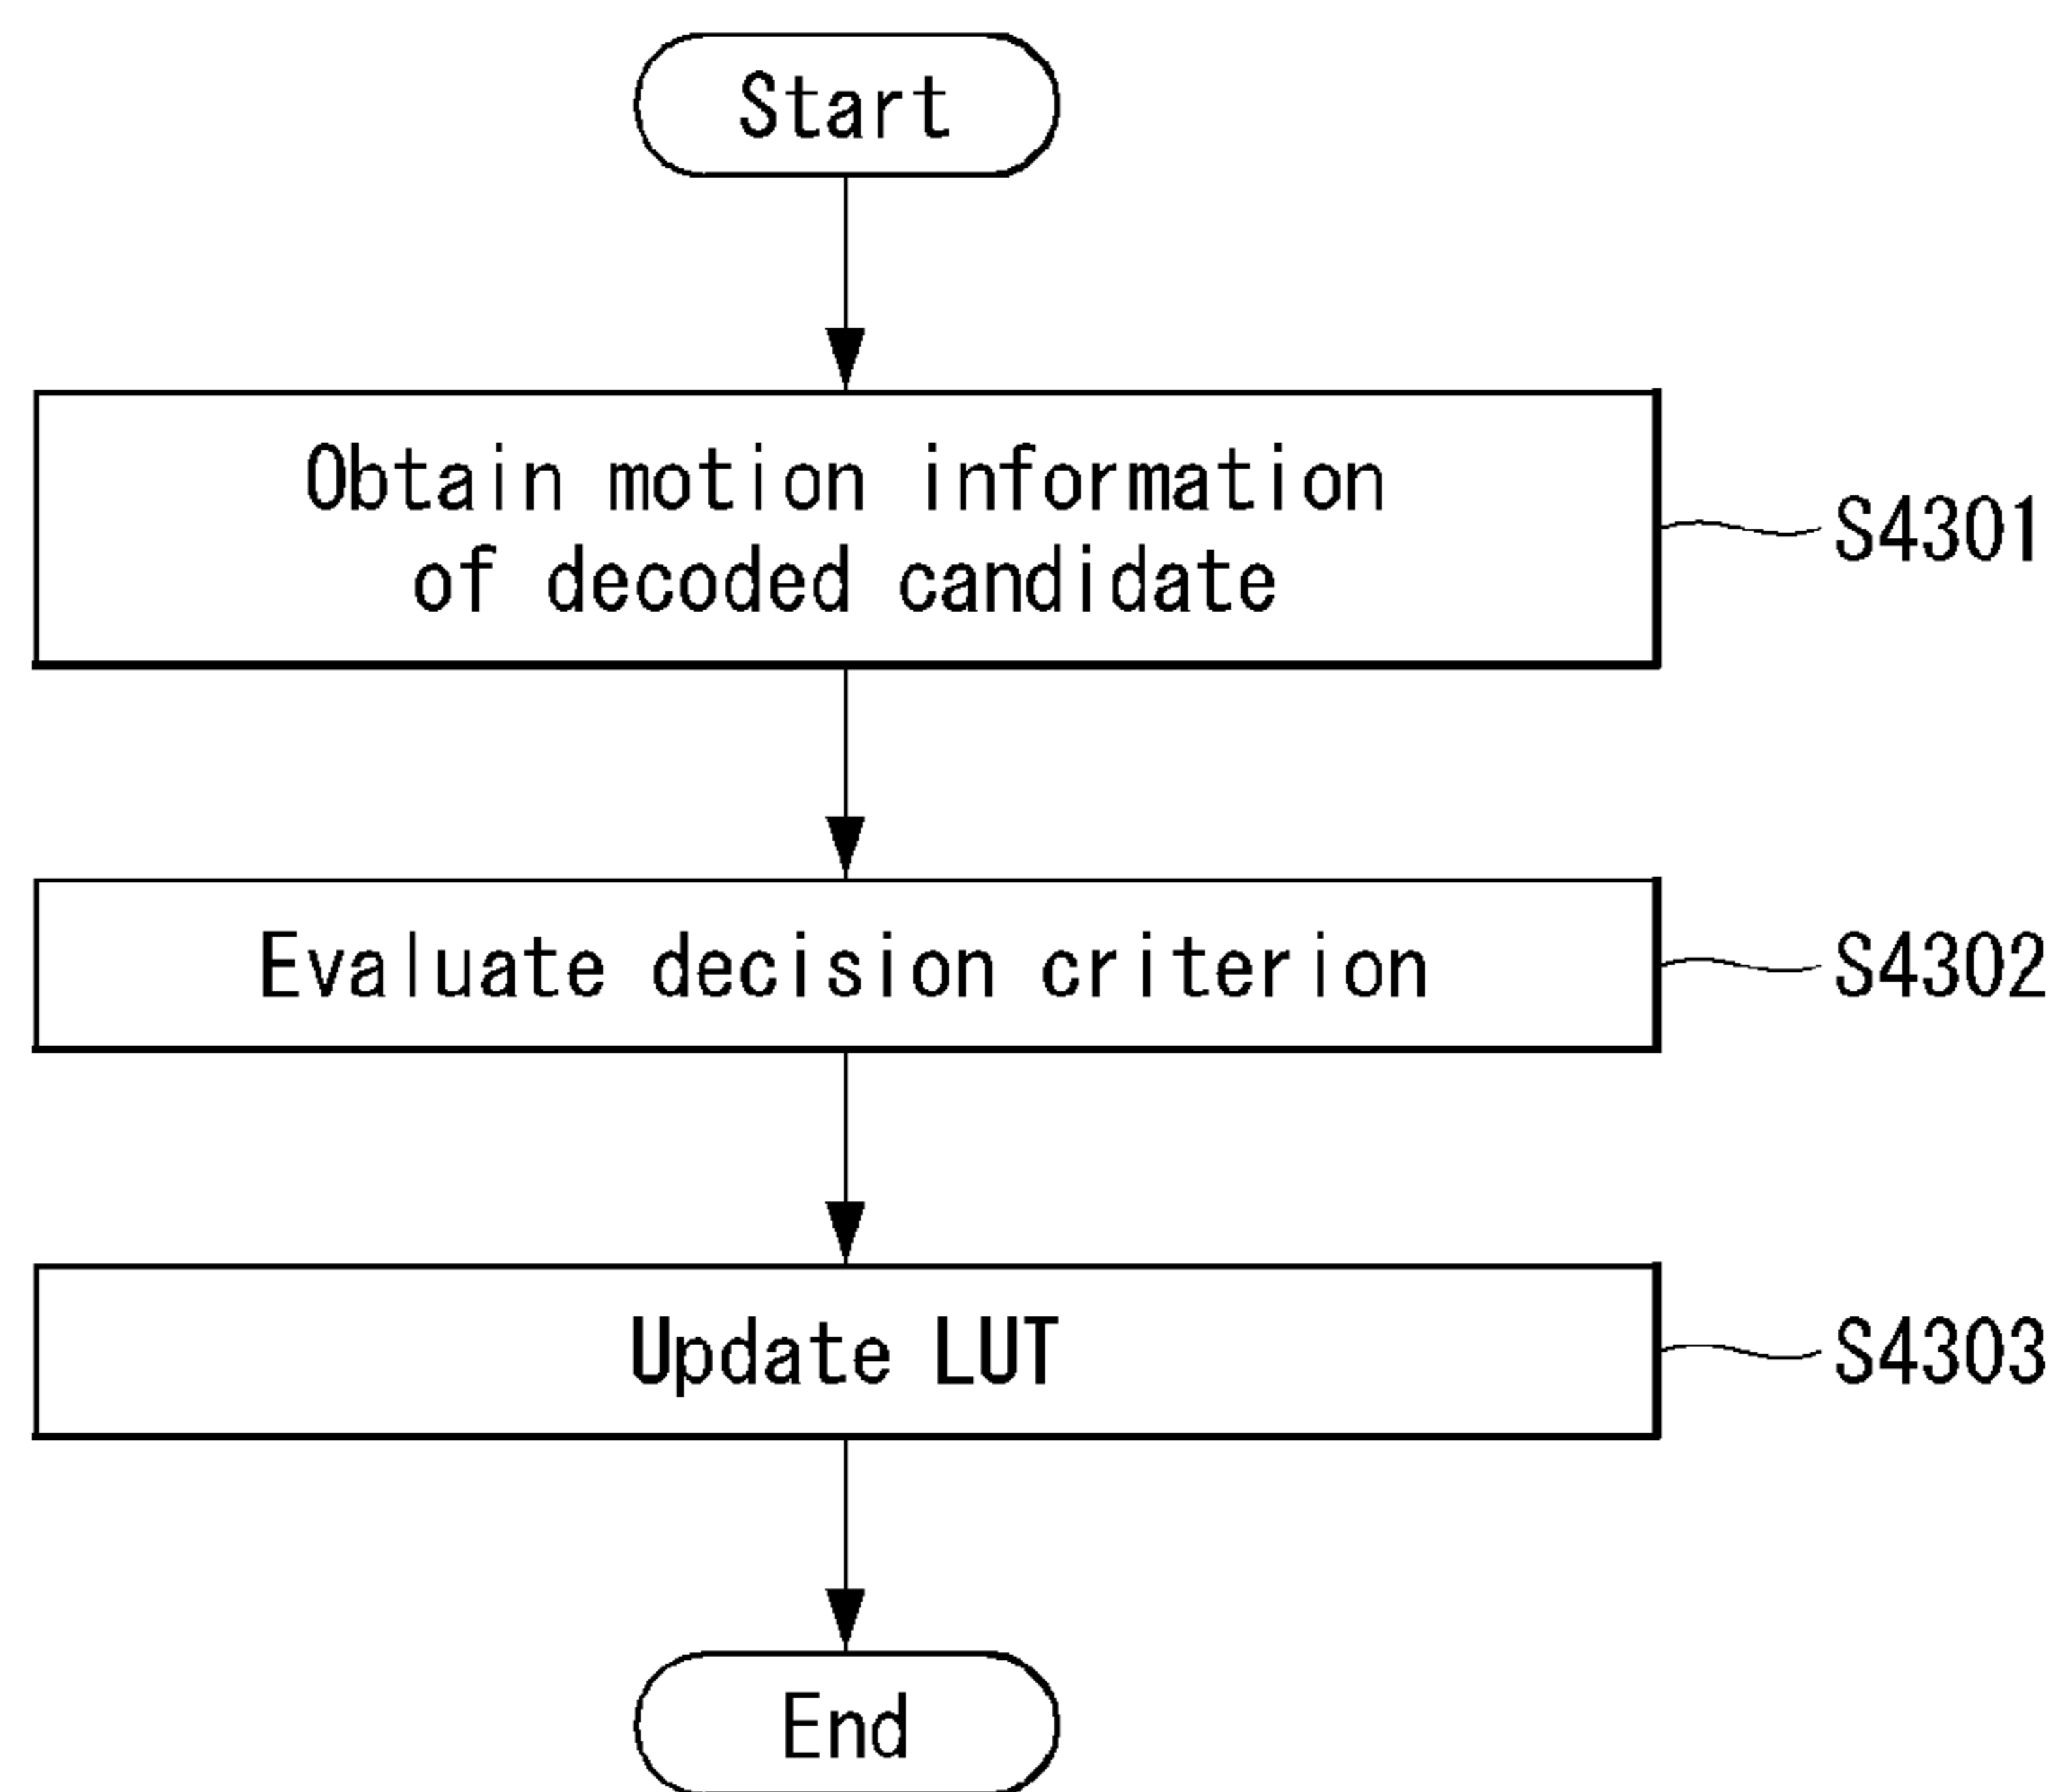 Start
Obtain motion information
of decoded candidate
S4301
Evaluate decision criterion
S4302
Update LUT
S4303
End